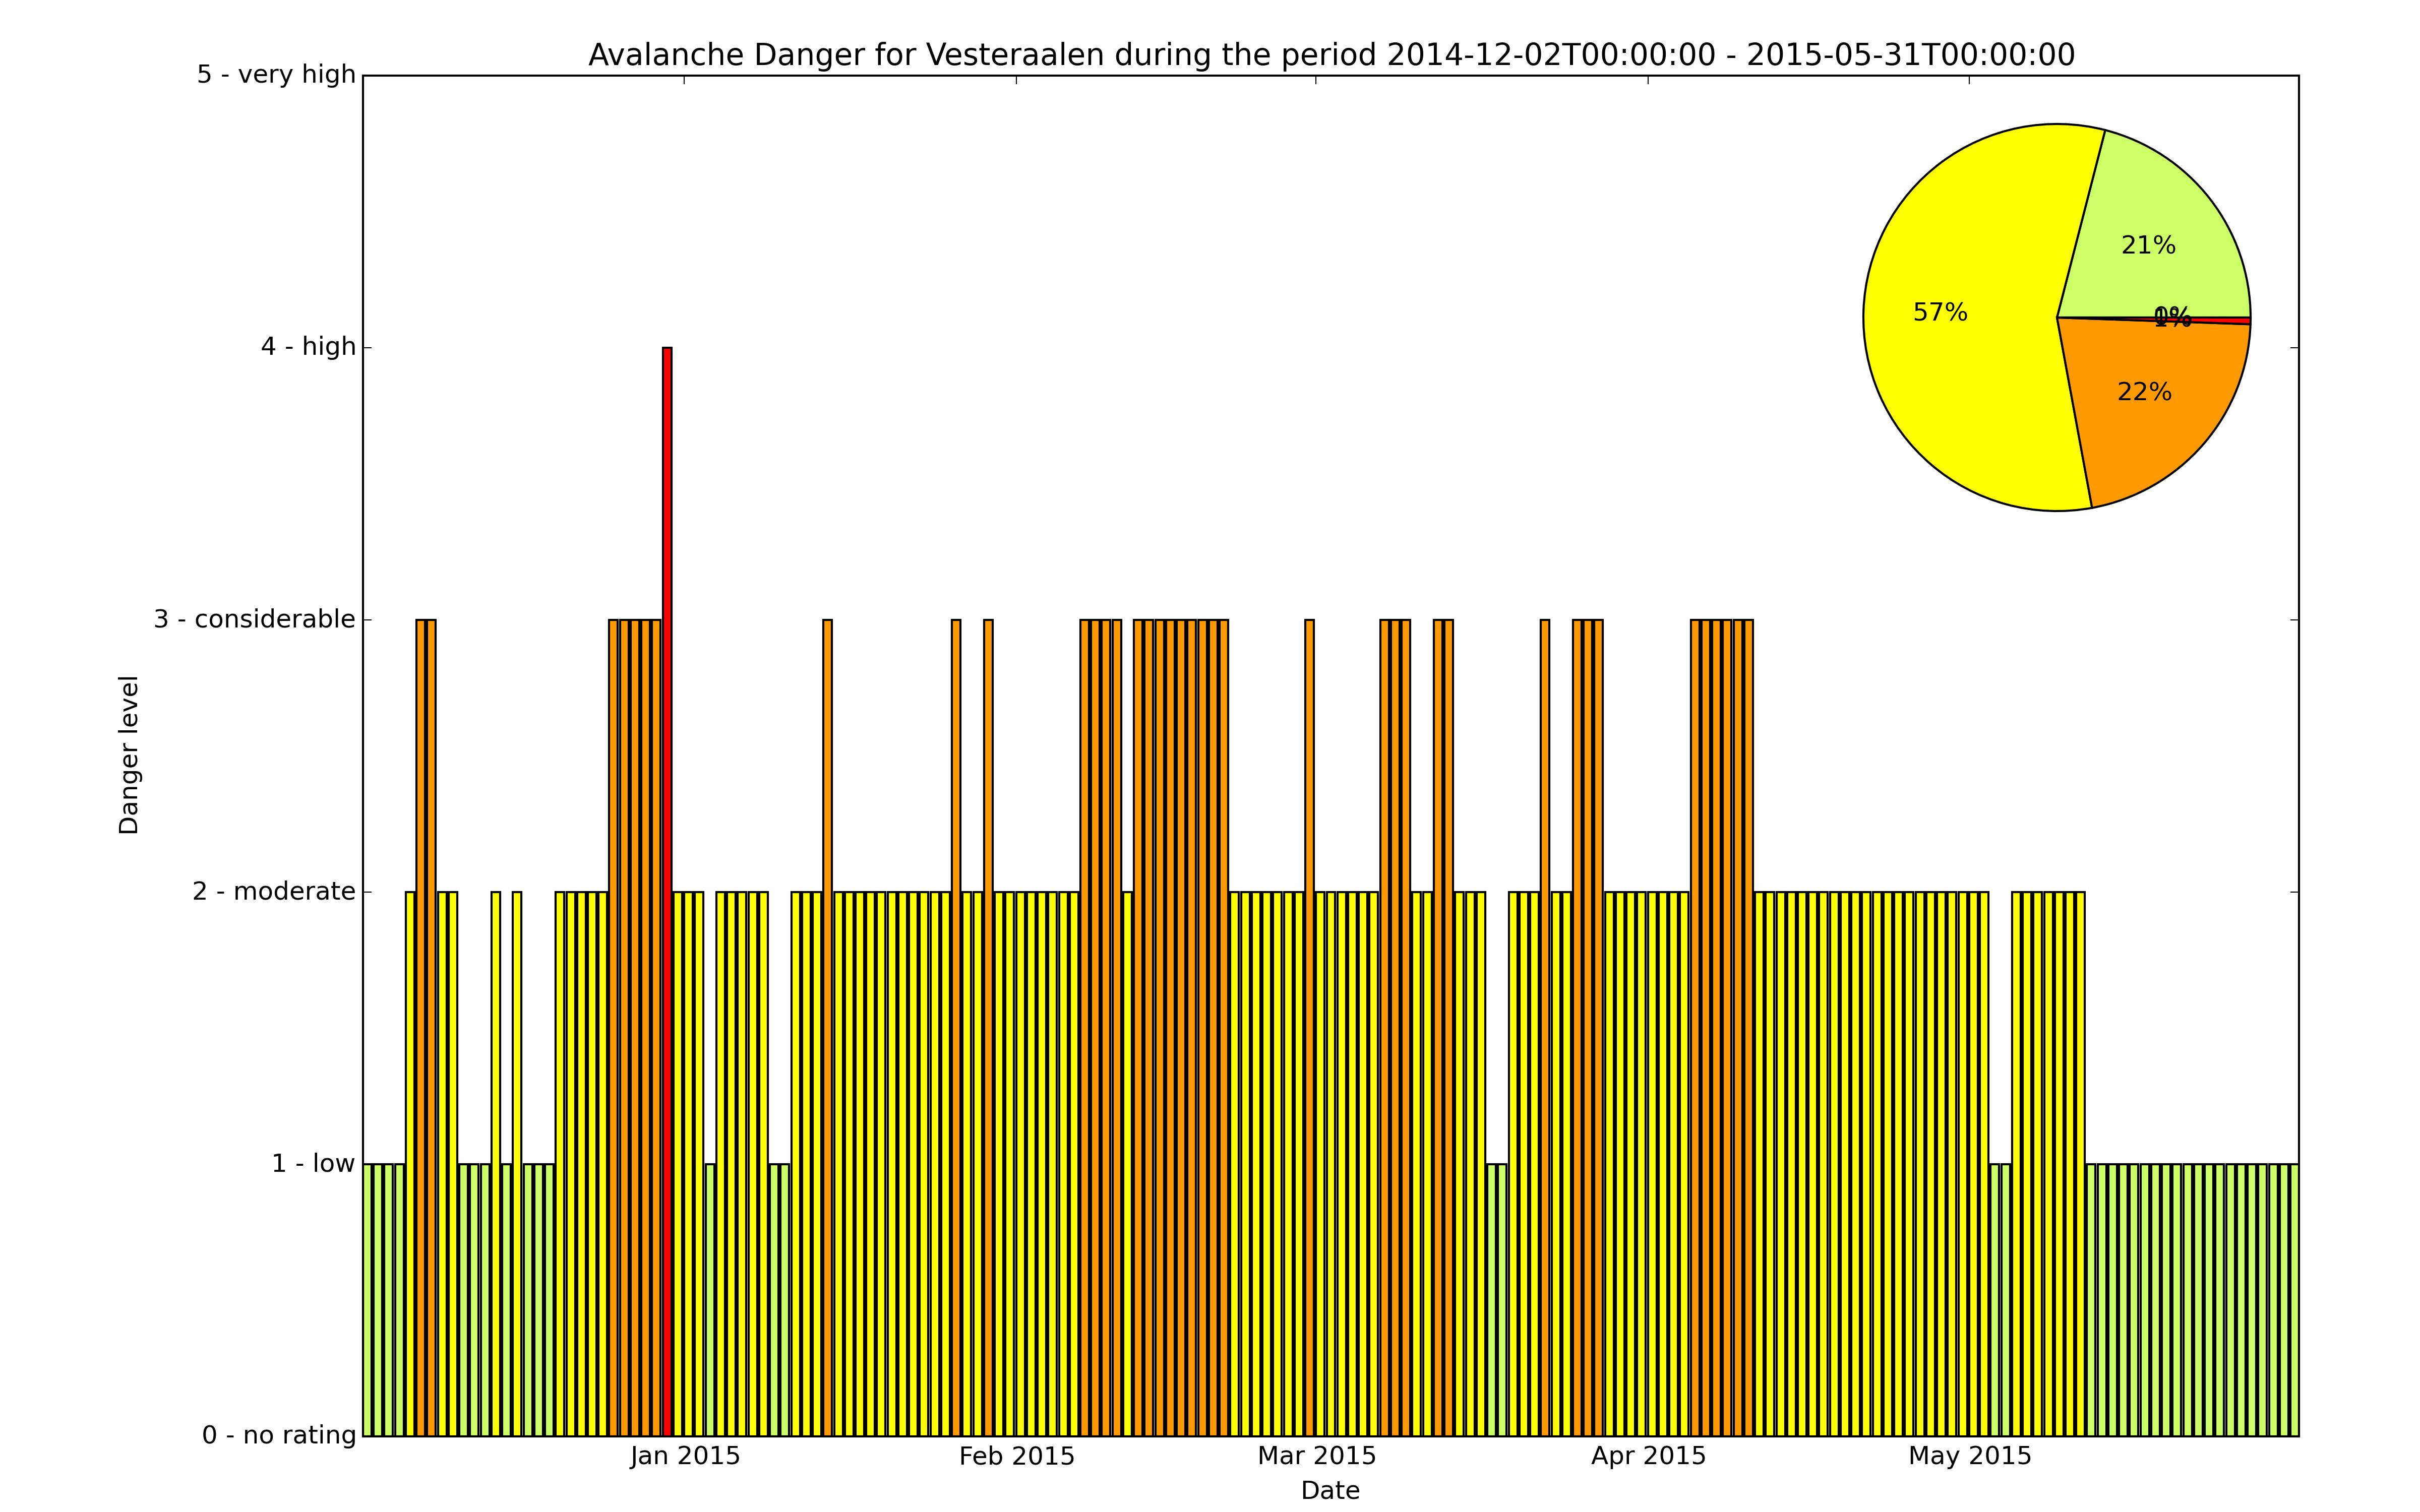 Avalanche Danger for Vesteraalen during the period 2014-12-02T00:00:00 - 2015-05-31T00:00:00
5 - very high
4 - high
3 - considerable
2 - moderate
1 - low
0 - no rating
Danger level
21%
57%
22%
0%
1%
Jan 2015
Feb 2015
Mar 2015
Apr 2015
May 2015
Date